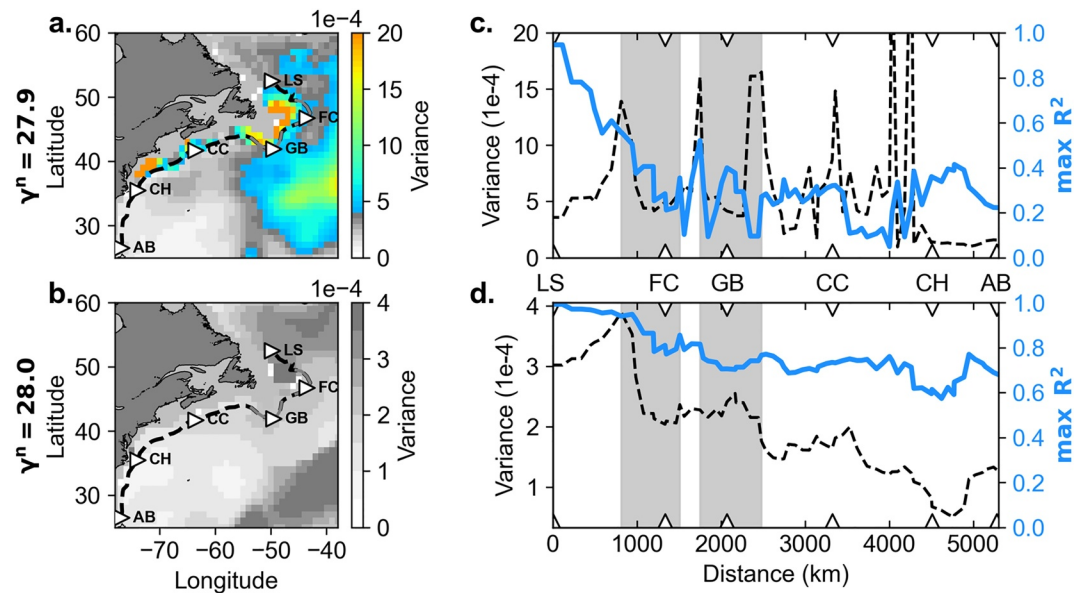 a.
1e−4
γⁿ = 27.9
Latitude
60
50
40
30
LS
FC
GB
CC
CH
AB
20
15
10
5
0
Variance
b.
1e−4
γⁿ = 28.0
Latitude
60
50
40
30
LS
FC
GB
CC
CH
AB
4
3
2
1
0
Variance
−70
−60
−50
−40
Longitude
c.
Variance (1e-4)
20
15
10
5
0
1.0
0.8
0.6
0.4
0.2
0.0
max R²
LS FC GB CC CH AB
d.
Variance (1e-4)
4
3
2
1
1.0
0.8
0.6
0.4
0.2
0.0
max R²
0 1000 2000 3000 4000 5000
Distance (km)